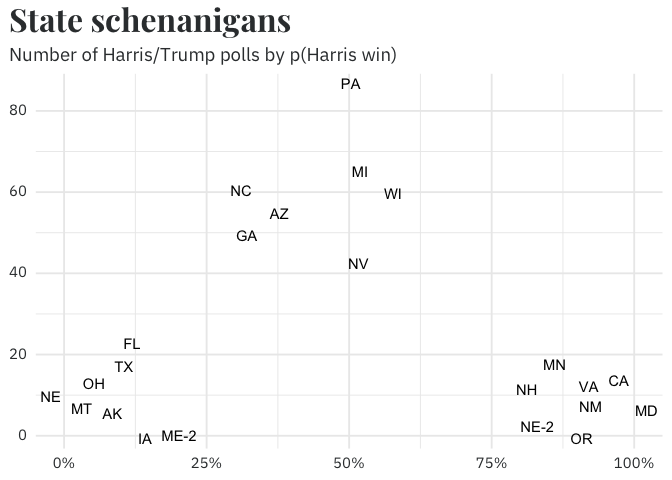 State schenanigans
Number of Harris/Trump polls by p(Harris win)
PA
80
MI
NC
WI
60
AZ
GA
NV
40
FL
20
TX
MN
OH
CA
NH
VA
NE
MT
AK
NM
MD
NE-2
0
IA
ME-2
OR
0%
25%
50%
75%
100%